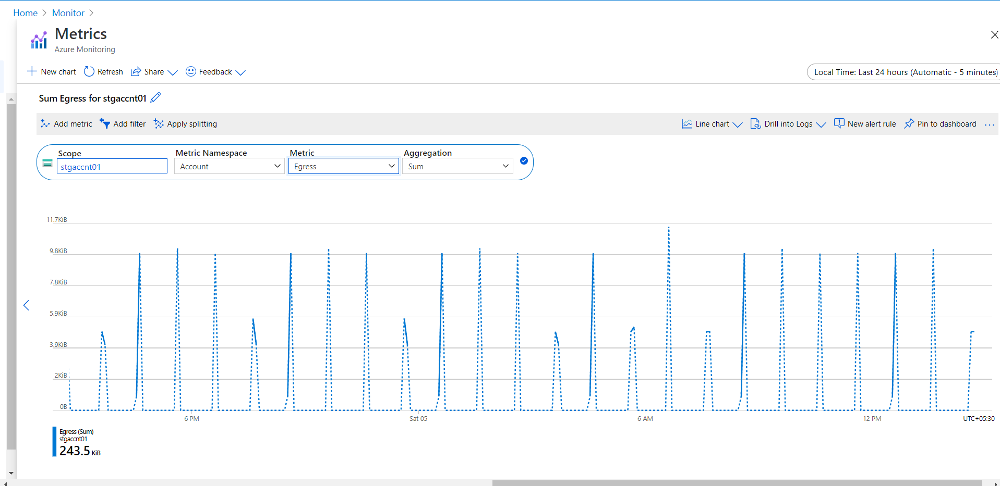 Home > Monitor >
Metrics
Azure Monitoring
New chart Refresh Share Feedback
Local Time: Last 24 hours (Automatic - 5 minutes)
Sum Egress for stgaccnt01
Add metric Add filter Apply splitting Line chart Drill into Logs New alert rule Pin to dashboard ...
Scope Metric Namespace Metric Aggregation
stgaccnt01 Account Egress Sum
11.7KiB
9.8KiB
7.8KiB
5.9KiB
3.9KiB
2KiB
0B
6 PM Sat 05 6 AM 12 PM UTC+05:30
Egress (Sum)
stgaccnt01
243.5 KiB